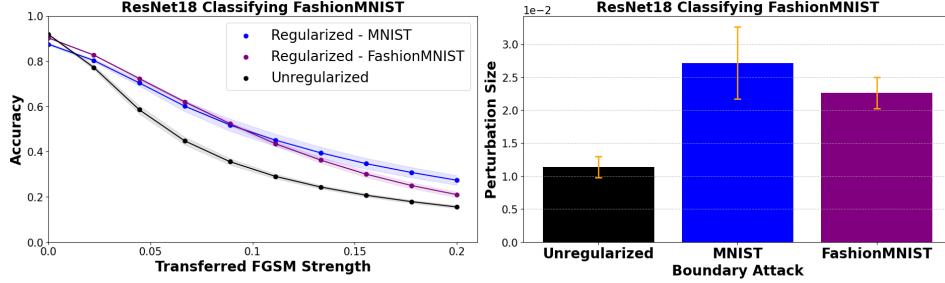 ResNet18 Classifying FashionMNIST
1.0
0.8
0.6
0.4
0.2
0.0
Accuracy
Regularized - MNIST
Regularized - FashionMNIST
Unregularized
0.0
0.05
0.1
0.15
0.2
Transferred FGSM Strength
ResNet18 Classifying FashionMNIST
1e-2
3.0
2.5
2.0
1.5
1.0
0.5
0.0
Perturbation Size
Unregularized
MNIST
FashionMNIST
Boundary Attack